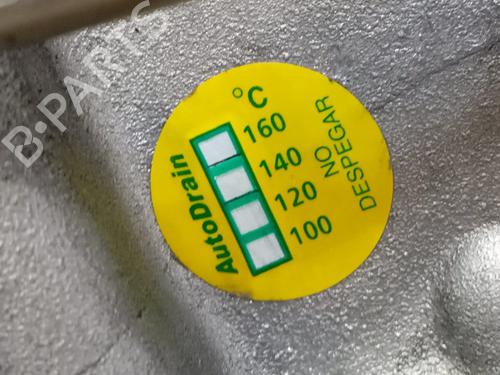 B-PARTS
AutoDrain
°C
160
140
120
100
NO
DESPEGAR